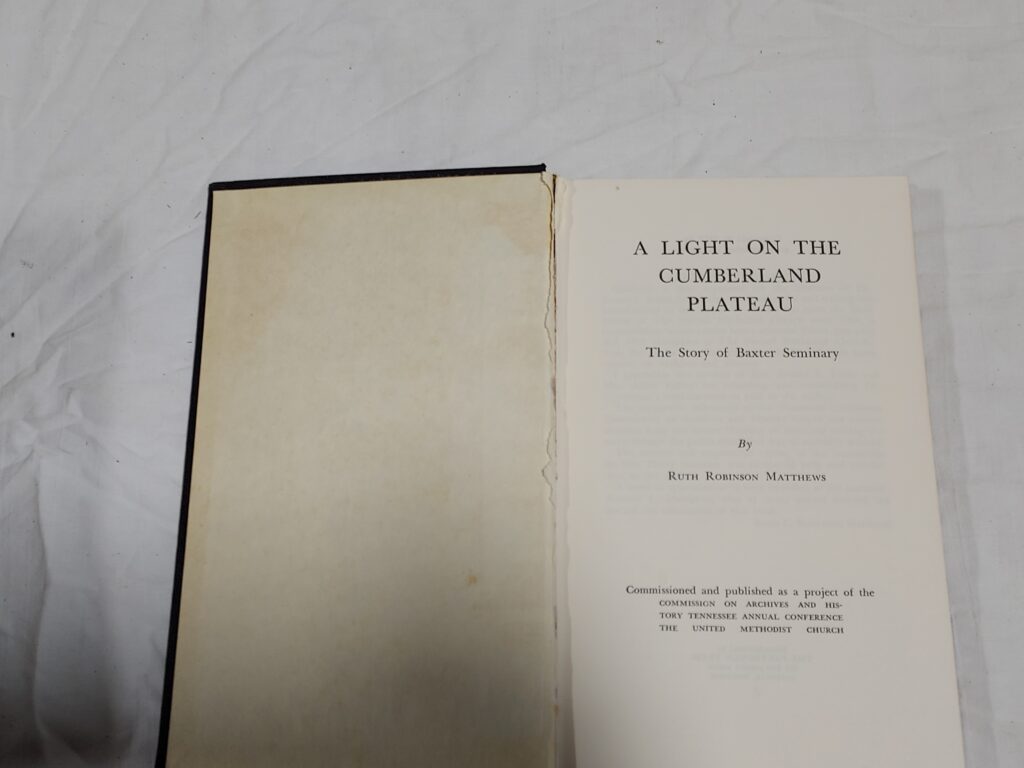 A LIGHT ON THE
CUMBERLAND
PLATEAU
The Story of Baxter Seminary
By
RUTH ROBINSON MATTHEWS
Commissioned and published as a project of the
COMMISSION ON ARCHIVES AND HIS-
TORY TENNESSEE ANNUAL CONFERENCE
THE UNITED METHODIST CHURCH